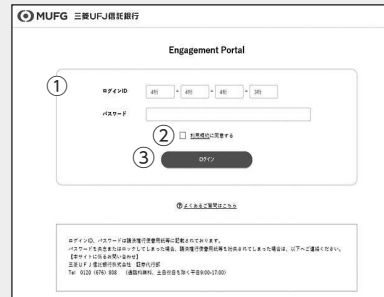 MUFG 三菱UFJ信託銀行
Engagement Portal
①
ログインID 4桁 - 4桁 - 4桁 - 3桁
パスワード
② 利用規約に同意する
③ ログイン
? よくあるご質問はこちら
ログインID、パスワードは議決権行使書用紙等に記載されております。
パスワードを失念またはロックしてしまった場合、議決権行使書用紙等を紛失されてしまった場合は、以下へご連絡ください。
【本サイトに係るお問い合わせ】
三菱UFJ信託銀行株式会社 証券代行部
Tel 0120 (676) 808 (通話料無料、土日祝日を除く平日9:00-17:00)